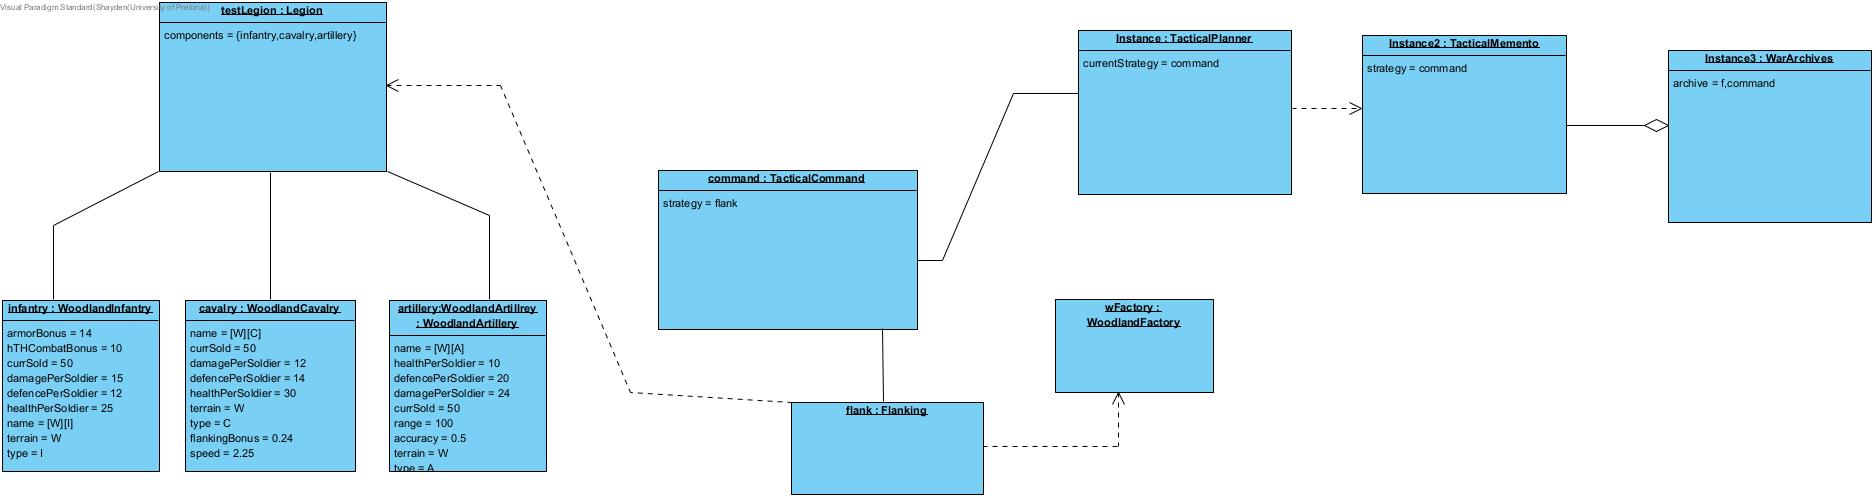 Visual Paradigm Standard(Shayden(University of Pretoria))
testLegion : Legion
components = {infantry,cavalry,artillery}
Instance : TacticalPlanner
currentStrategy = command
Instance2 : TacticalMemento
strategy = command
Instance3 : WarArchives
archive = f,command
command : TacticalCommand
strategy = flank
infantry : WoodlandInfantry
armorBonus = 14
hTHCombatBonus = 10
currSold = 50
damagePerSoldier = 15
defencePerSoldier = 12
healthPerSoldier = 25
name = [W][I]
terrain = W
type = I
cavalry : WoodlandCavalry
name = [W][C]
currSold = 50
damagePerSoldier = 12
defencePerSoldier = 14
healthPerSoldier = 30
terrain = W
type = C
flankingBonus = 0.24
speed = 2.25
artillery:WoodlandArtillrey
: WoodlandArtillery
name = [W][A]
healthPerSoldier = 10
defencePerSoldier = 20
damagePerSoldier = 24
currSold = 50
range = 100
accuracy = 0.5
terrain = W
type = A
wFactory :
WoodlandFactory
flank : Flanking